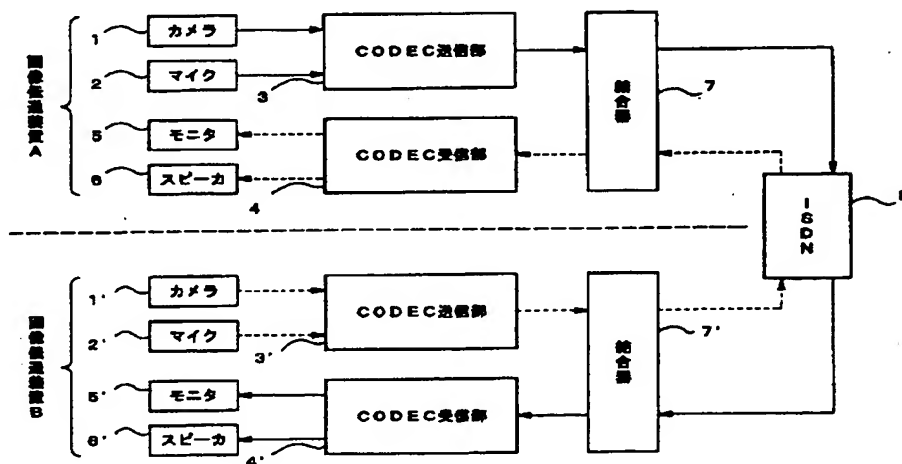 1
カメラ
2
マイク
3
CODEC送信部
5
モニタ
6
スピーカ
4
CODEC受信部
画像伝送装置A
結合器
7
ISDN
1'
カメラ
2'
マイク
3'
CODEC送信部
5'
モニタ
6'
スピーカ
4'
CODEC受信部
画像伝送装置B
結合器
7'